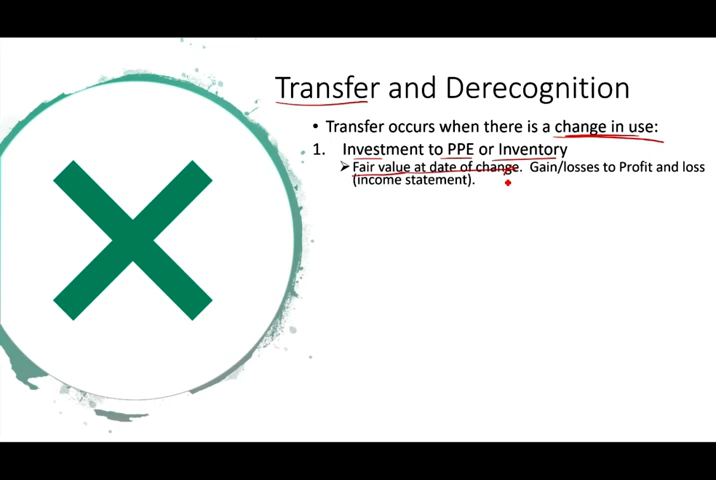 Transfer and Derecognition
• Transfer occurs when there is a change in use:
1. Investment to PPE or Inventory
➢ Fair value at date of change. Gain/losses to Profit and loss
(income statement).